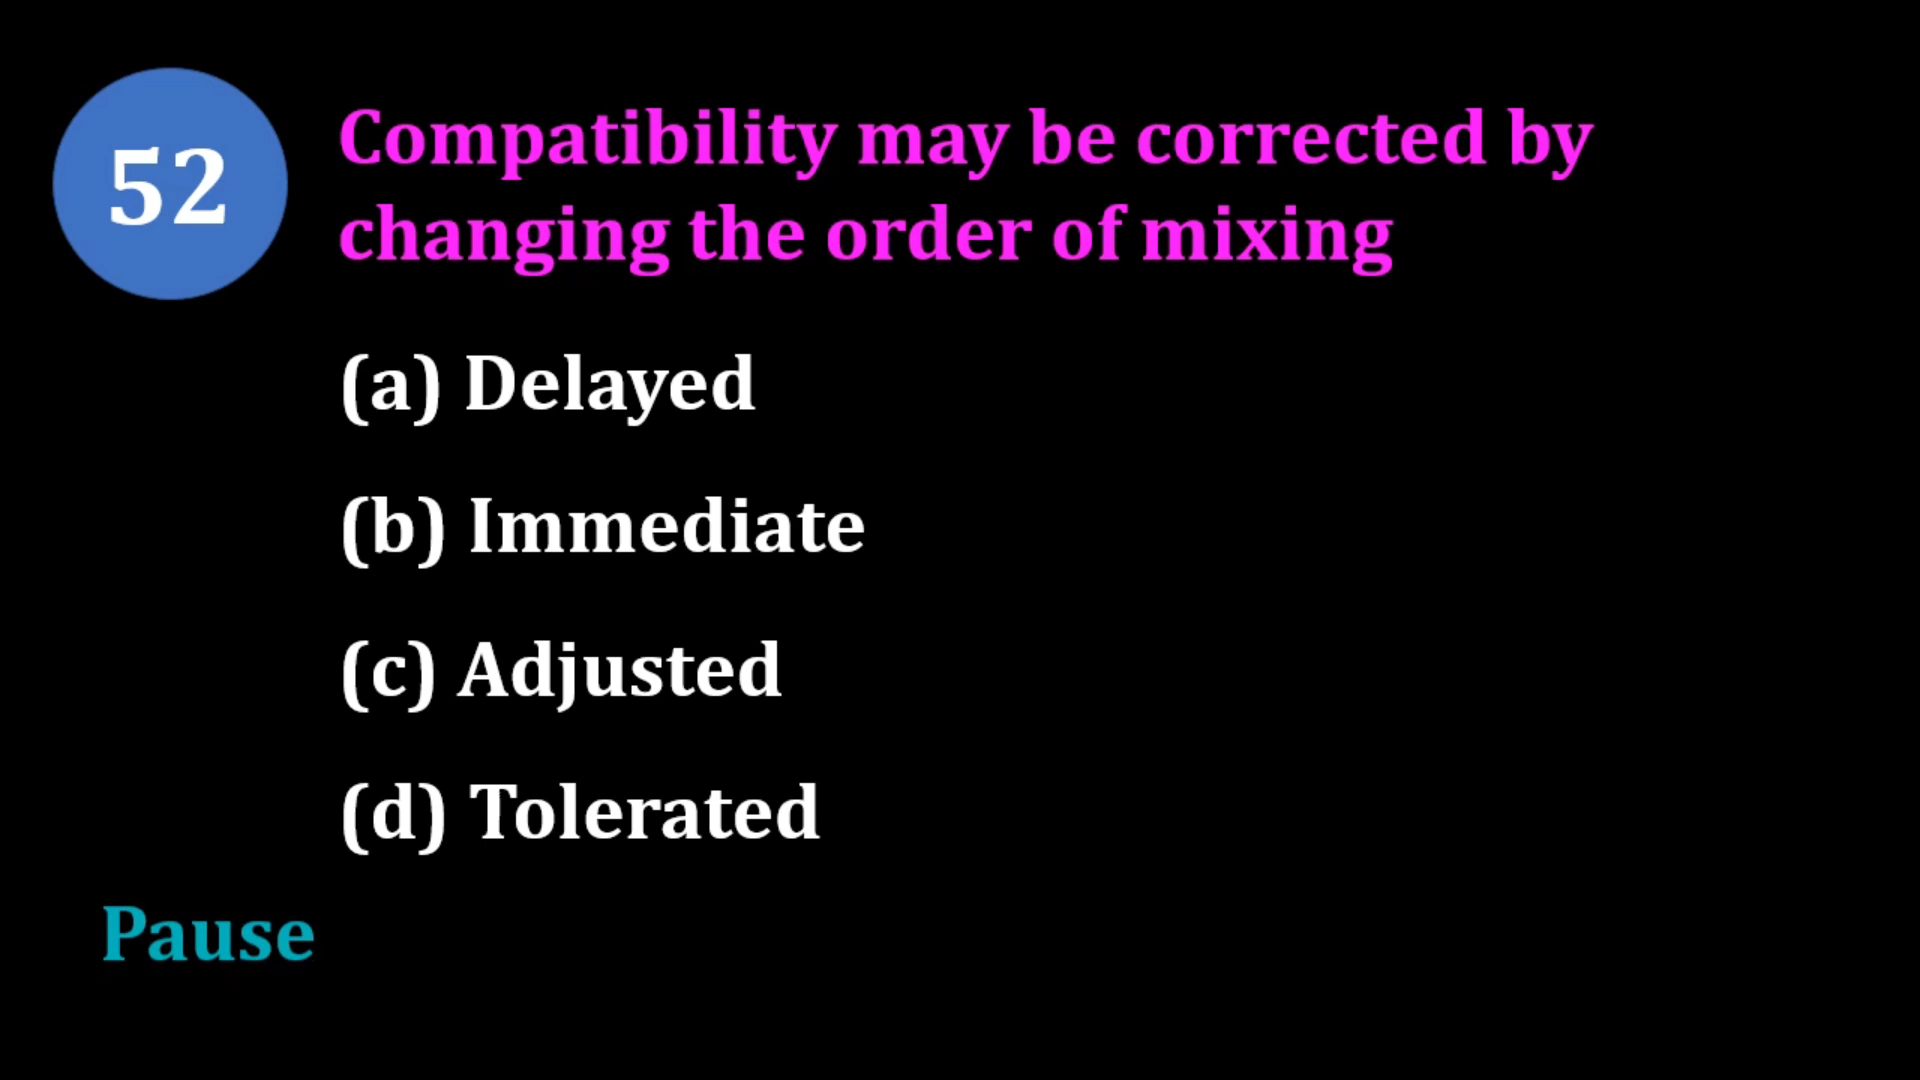 52
Compatibility may be corrected by
changing the order of mixing
(a) Delayed
(b) Immediate
(c) Adjusted
(d) Tolerated
Pause